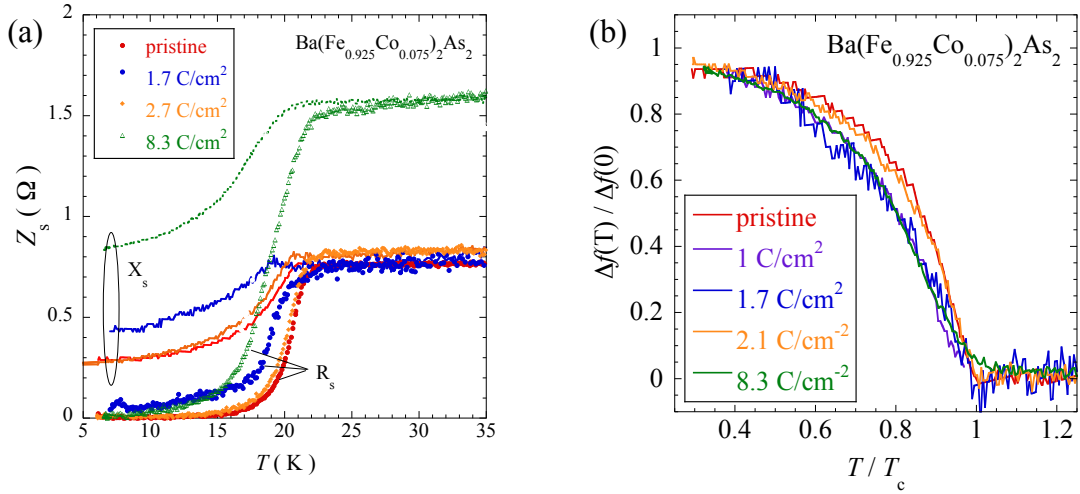 (a)
Ba(Fe0.925Co0.075)2As2
pristine
1.7 C/cm2
2.7 C/cm2
8.3 C/cm2
Zs ( Ω )
2
1.5
1
0.5
0
Xs
Rs
5 10 15 20 25 30 35
T ( K )
(b)
Ba(Fe0.925Co0.075)2As2
Δf(T) / Δf(0)
1
0.8
0.6
0.4
0.2
0
pristine
1 C/cm2
1.7 C/cm2
2.1 C/cm-2
8.3 C/cm-2
0.4 0.6 0.8 1 1.2
T / Tc